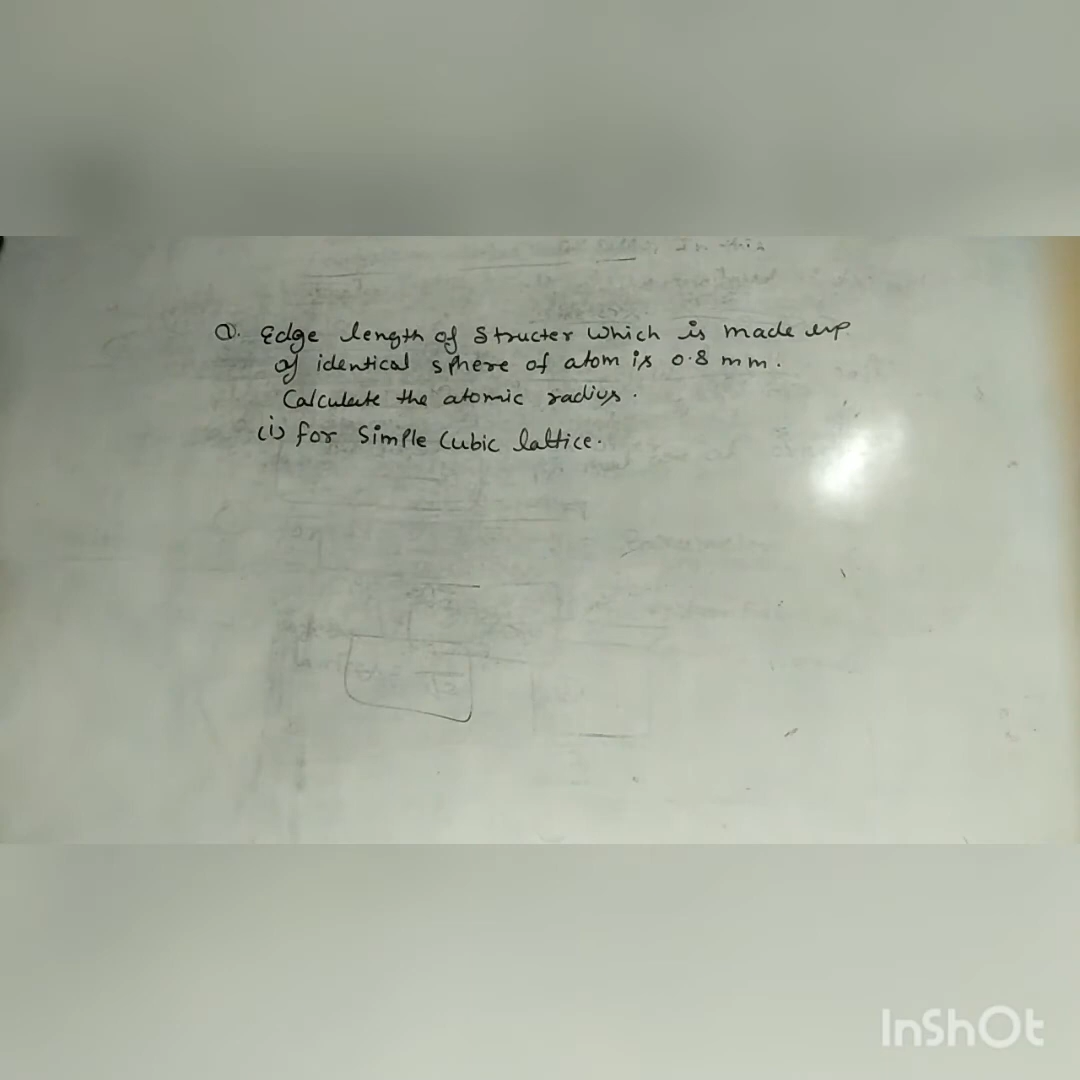 Q. Edge length of Structer which is made up
of identical sphere of atom is 0.8 mm.
Calculate the atomic radius.
(i) for Simple Cubic lattice.
InShOt